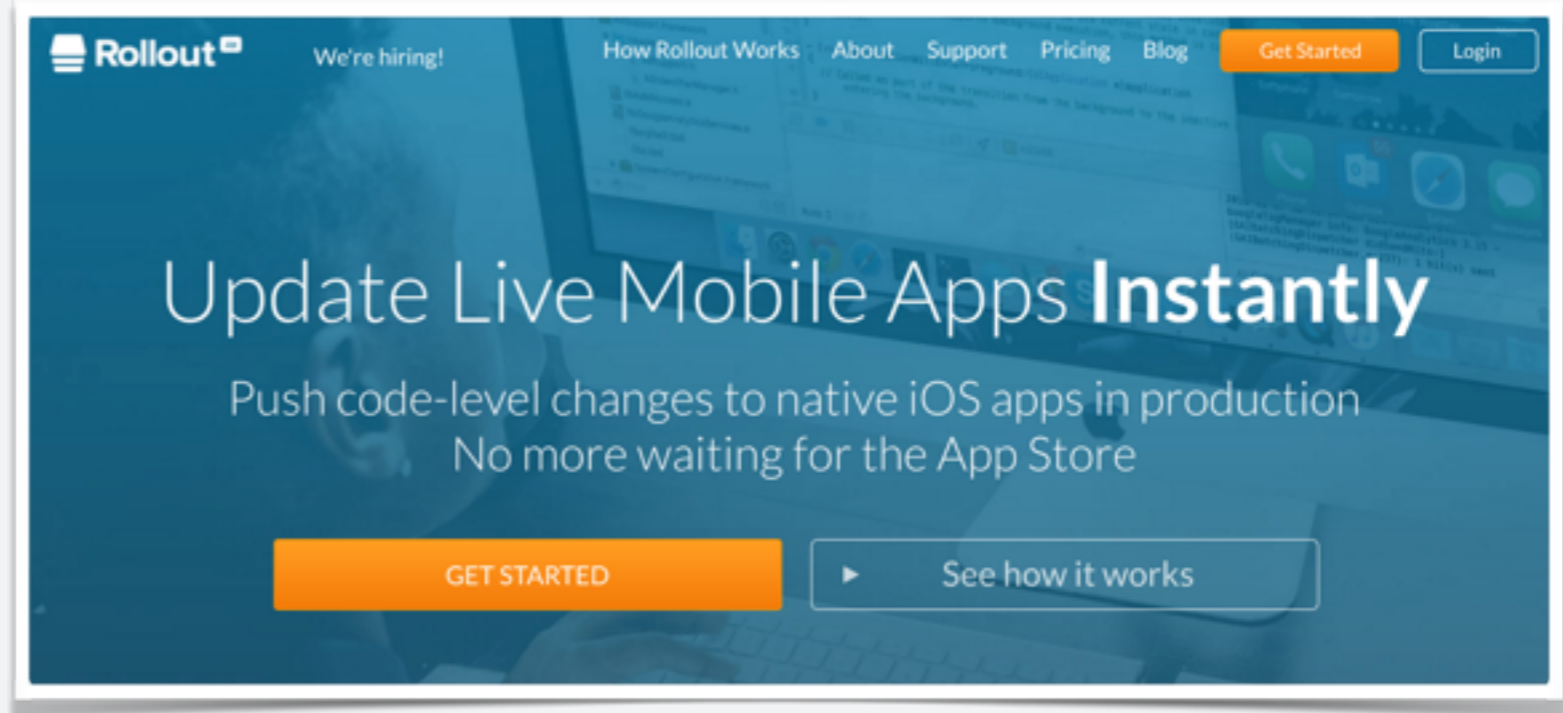 Rollout
We're hiring!
How Rollout Works
About
Support
Pricing
Blog
Get Started
Login
Update Live Mobile Apps Instantly
Push code-level changes to native iOS apps in production
No more waiting for the App Store
GET STARTED
See how it works